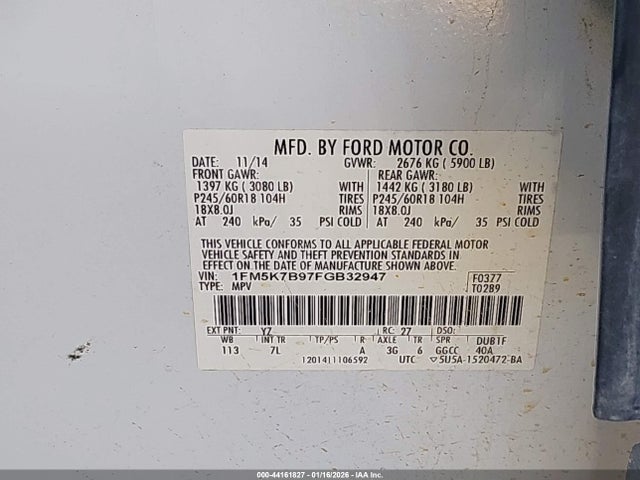 MFD. BY FORD MOTOR CO.
DATE: 11/14 GVWR: 2676 KG ( 5900 LB)
FRONT GAWR: REAR GAWR:
1397 KG ( 3080 LB) WITH 1442 KG ( 3180 LB) WITH
P245/60R18 104H TIRES P245/60R18 104H TIRES
18X8.0J RIMS 18X8.0J RIMS
AT 240 kPa/ 35 PSI COLD AT 240 kPa/ 35 PSI COLD
THIS VEHICLE CONFORMS TO ALL APPLICABLE FEDERAL MOTOR
VEHICLE SAFETY AND THEFT PREVENTION STANDARDS IN
EFFECT ON THE DATE OF MANUFACTURE SHOWN ABOVE.
VIN: 1FM5K7B97FGB32947 F0377
TYPE: MPV T02B9
EXT PNT: YZ RC: 27 DSO:
WB INT TR TP/PS R AXLE TR SPR DUB1F
113 7L A 3G 6 GGCC 40A
1201411106592 UTC 5U5A-1520472-BA
000-44161827 - 01/16/2026 - IAA Inc.